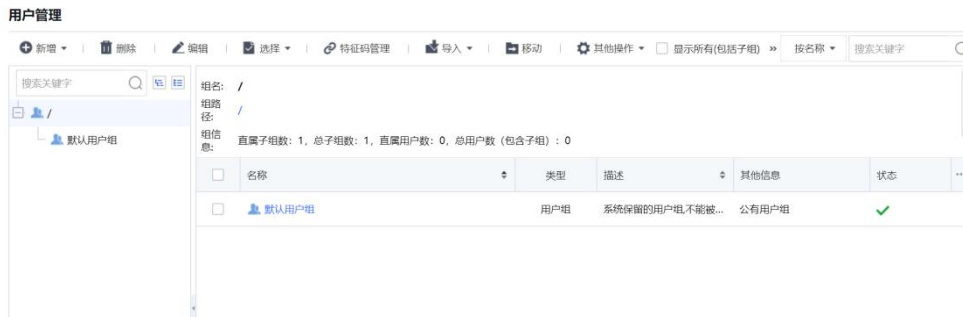 用户管理
新增 删除 编辑 选择 特征码管理 导入 移动 其他操作 显示所有(包括子组) » 按名称 搜索关键字
搜索关键字
/
默认用户组
组名: /
组路径: /
组信息: 直属子组数: 1, 总子组数: 1, 直属用户数: 0, 总用户数 (包含子组) : 0
名称 类型 描述 其他信息 状态
默认用户组 用户组 系统保留的用户组,不能被... 公有用户组